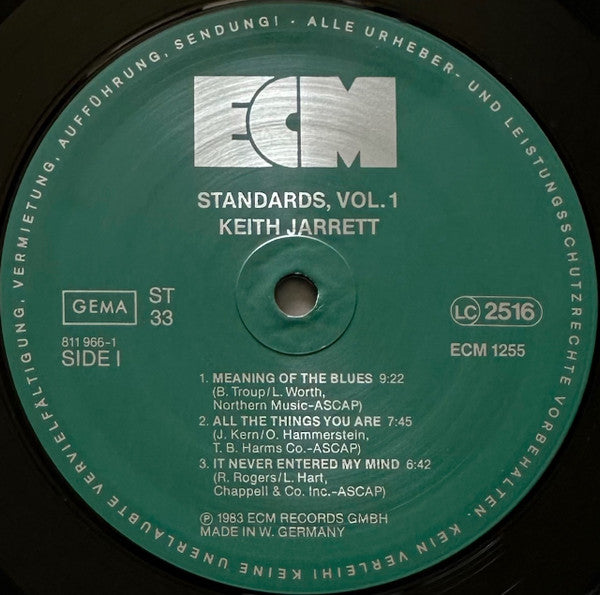 ALLE URHEBER- UND LEISTUNGSSCHUTZRECHTE VORBEHALTEN. KEIN VERLEIH! KEINE UNERLAUBTE VERVIELFÄLTIGUNG, VERMIETUNG, AUFFÜHRUNG, SENDUNG! ·
ECM
STANDARDS, VOL. 1
KEITH JARRETT
GEMA
ST
33
LC 2516
811 966-1
SIDE I
ECM 1255
1. MEANING OF THE BLUES 9:22
(B. Troup/L. Worth,
Northern Music-ASCAP)
2. ALL THE THINGS YOU ARE 7:45
(J. Kern/O. Hammerstein,
T. B. Harms Co.-ASCAP)
3. IT NEVER ENTERED MY MIND 6:42
(R. Rogers/L. Hart,
Chappell & Co. Inc.-ASCAP)
℗ 1983 ECM RECORDS GMBH
MADE IN W. GERMANY